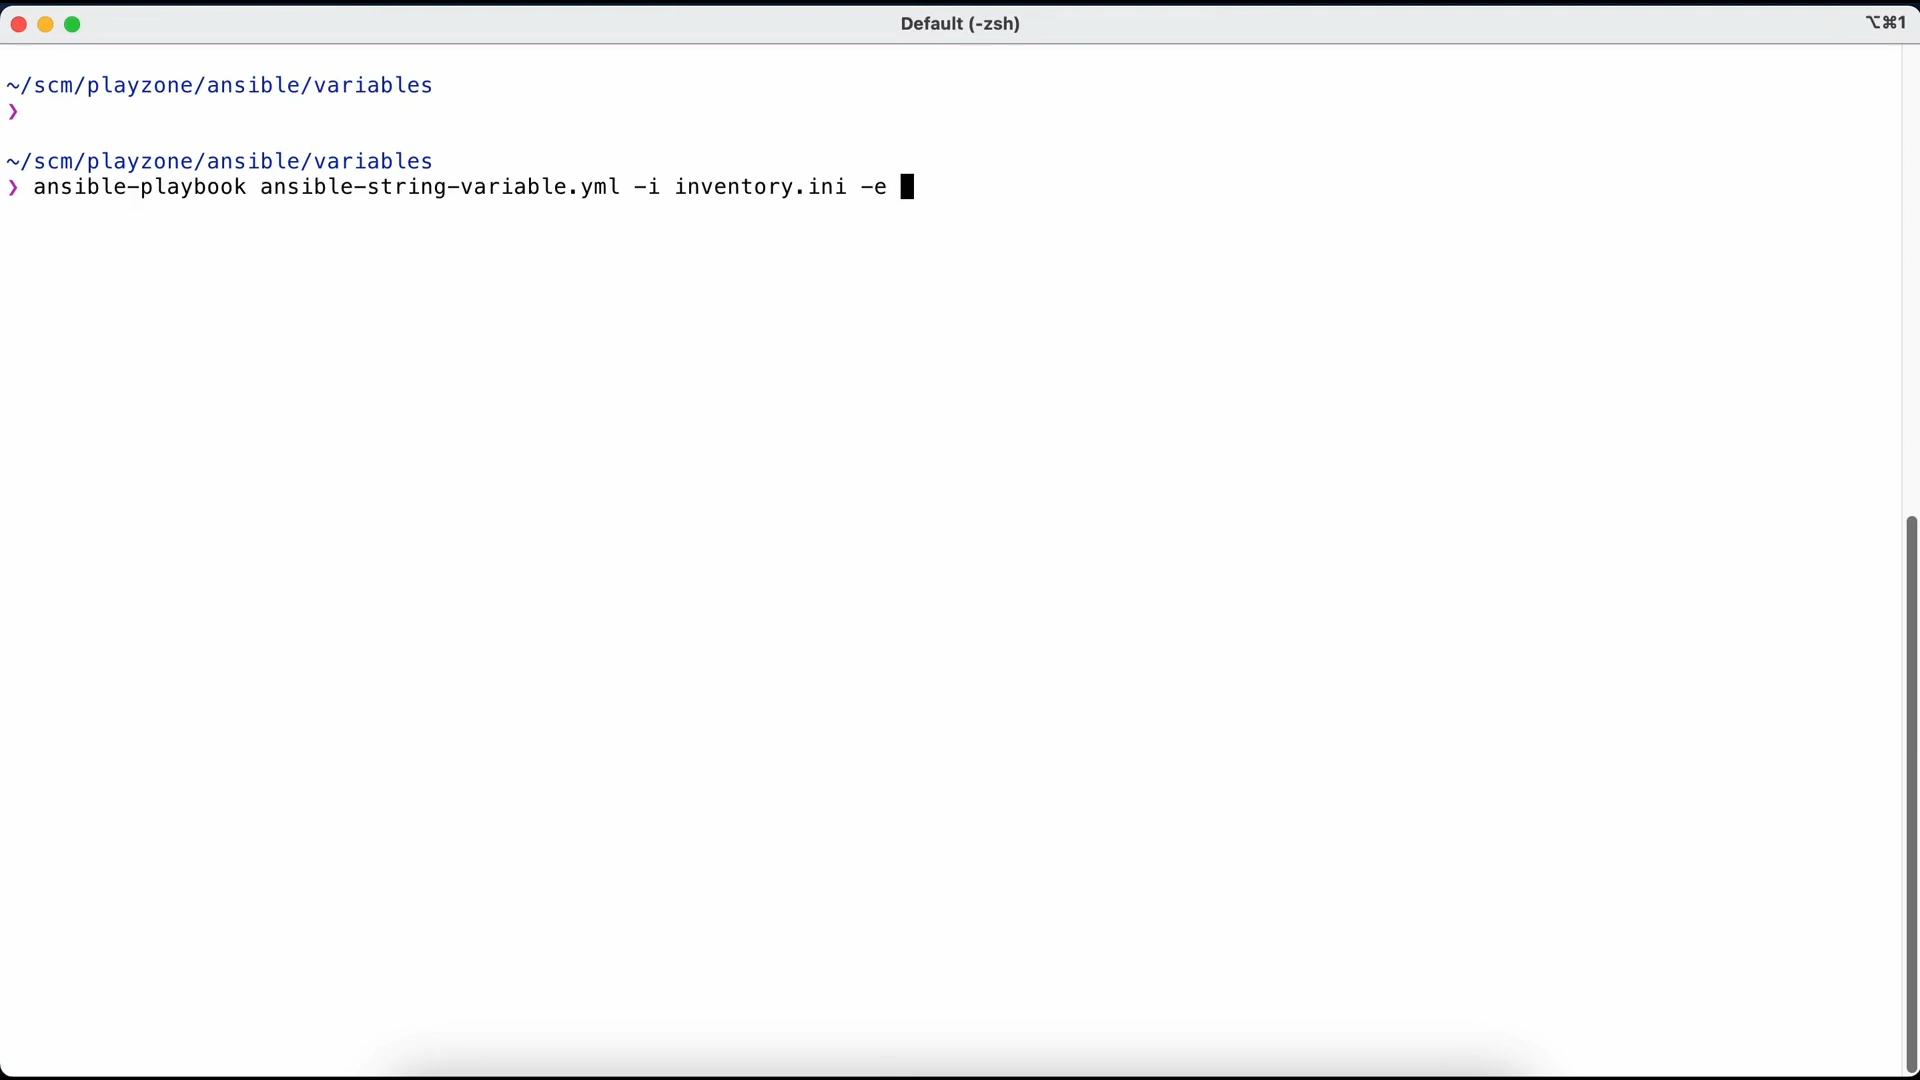 Default (-zsh)
⌥⌘1
~/scm/playzone/ansible/variables
❯
~/scm/playzone/ansible/variables
❯ ansible-playbook ansible-string-variable.yml -i inventory.ini -e